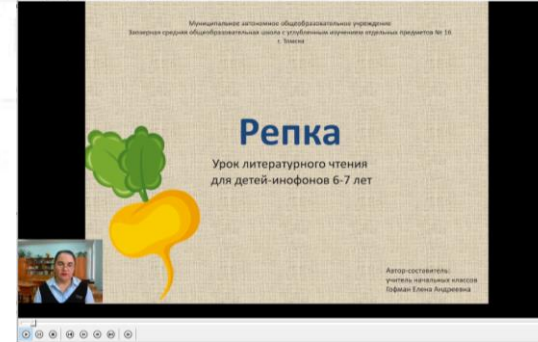 Муниципальное автономное общеобразовательное учреждение
Заозерная средняя общеобразовательная школа с углубленным изучением отдельных предметов № 16
г. Томска
Репка
Урок литературного чтения
для детей-инофонов 6-7 лет
Автор-составитель:
учитель начальных классов
Гофман Елена Андреевна